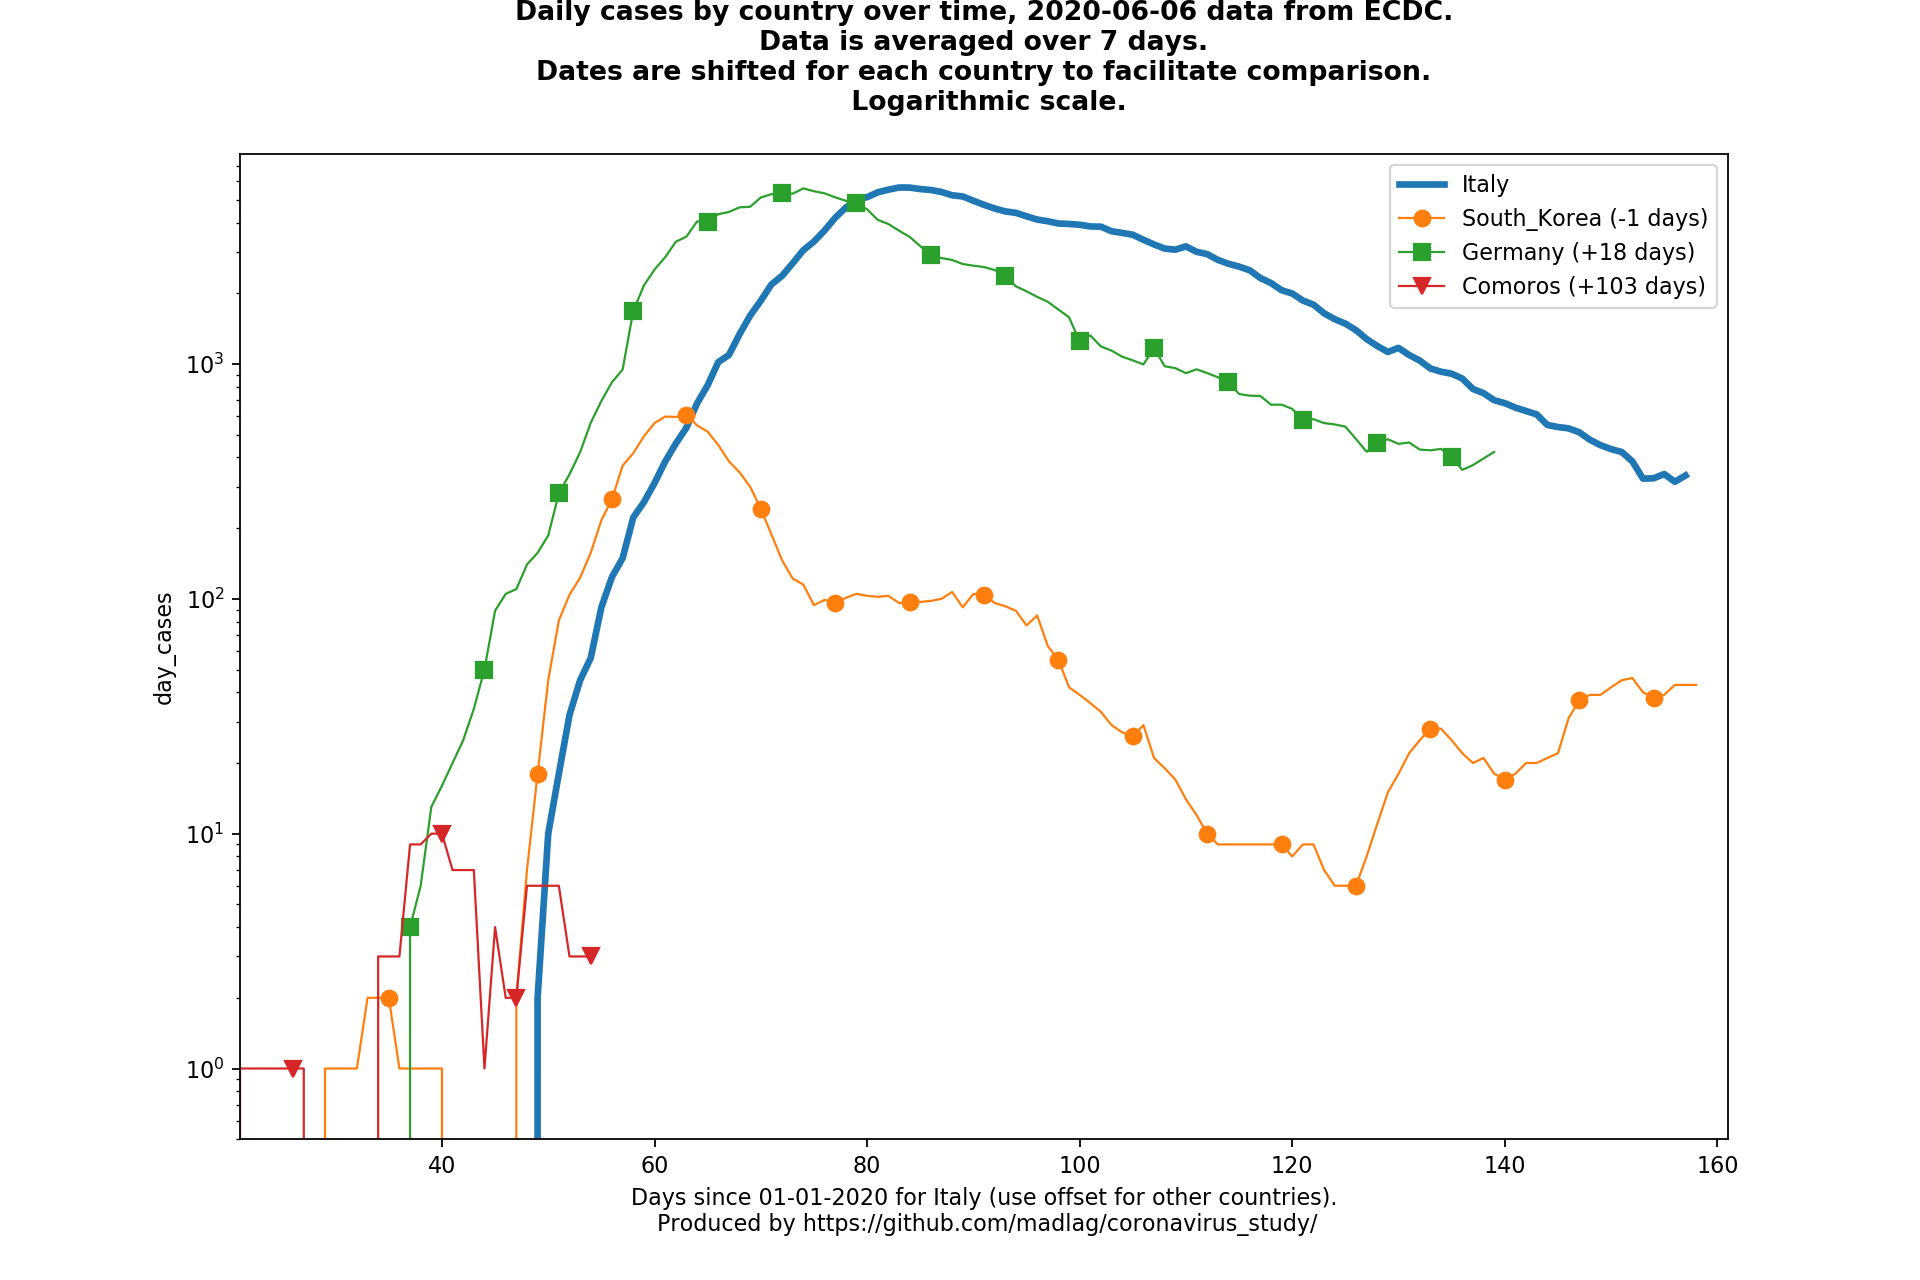 Daily cases by country over time, 2020-06-06 data from ECDC.
Data is averaged over 7 days.
Dates are shifted for each country to facilitate comparison.
Logarithmic scale.
Italy
South_Korea (-1 days)
Germany (+18 days)
Comoros (+103 days)
10³
10²
10¹
10⁰
day_cases
40 60 80 100 120 140 160
Days since 01-01-2020 for Italy (use offset for other countries).
Produced by https://github.com/madlag/coronavirus_study/